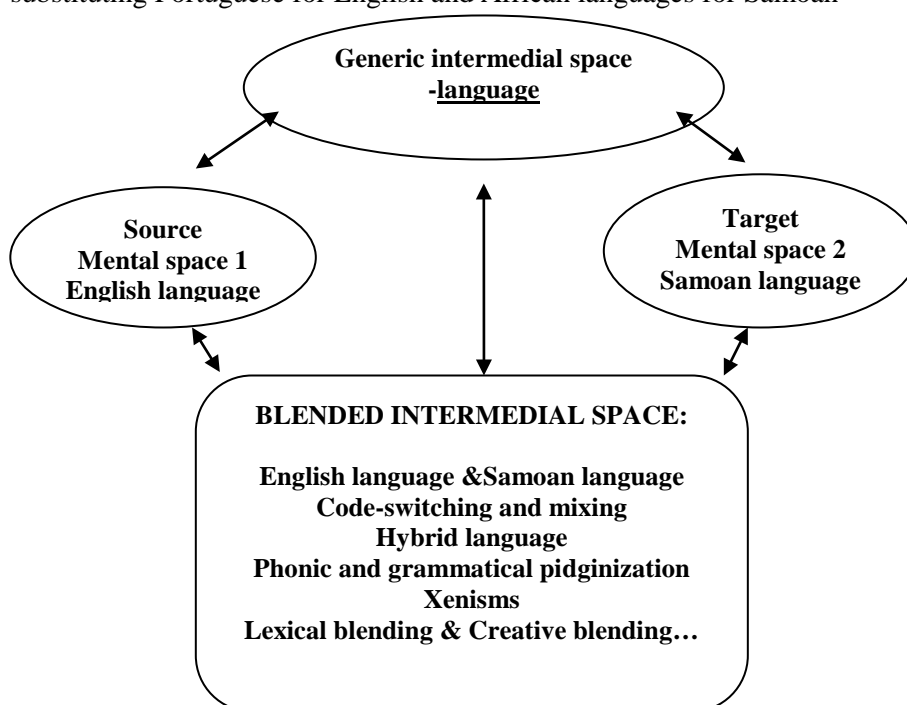 substituting Portuguese for English and African languages for Samoan
Generic intermedial space
-language
Source
Mental space 1
English language
Target
Mental space 2
Samoan language
BLENDED INTERMEDIAL SPACE:
English language &Samoan language
Code-switching and mixing
Hybrid language
Phonic and grammatical pidginization
Xenisms
Lexical blending & Creative blending…